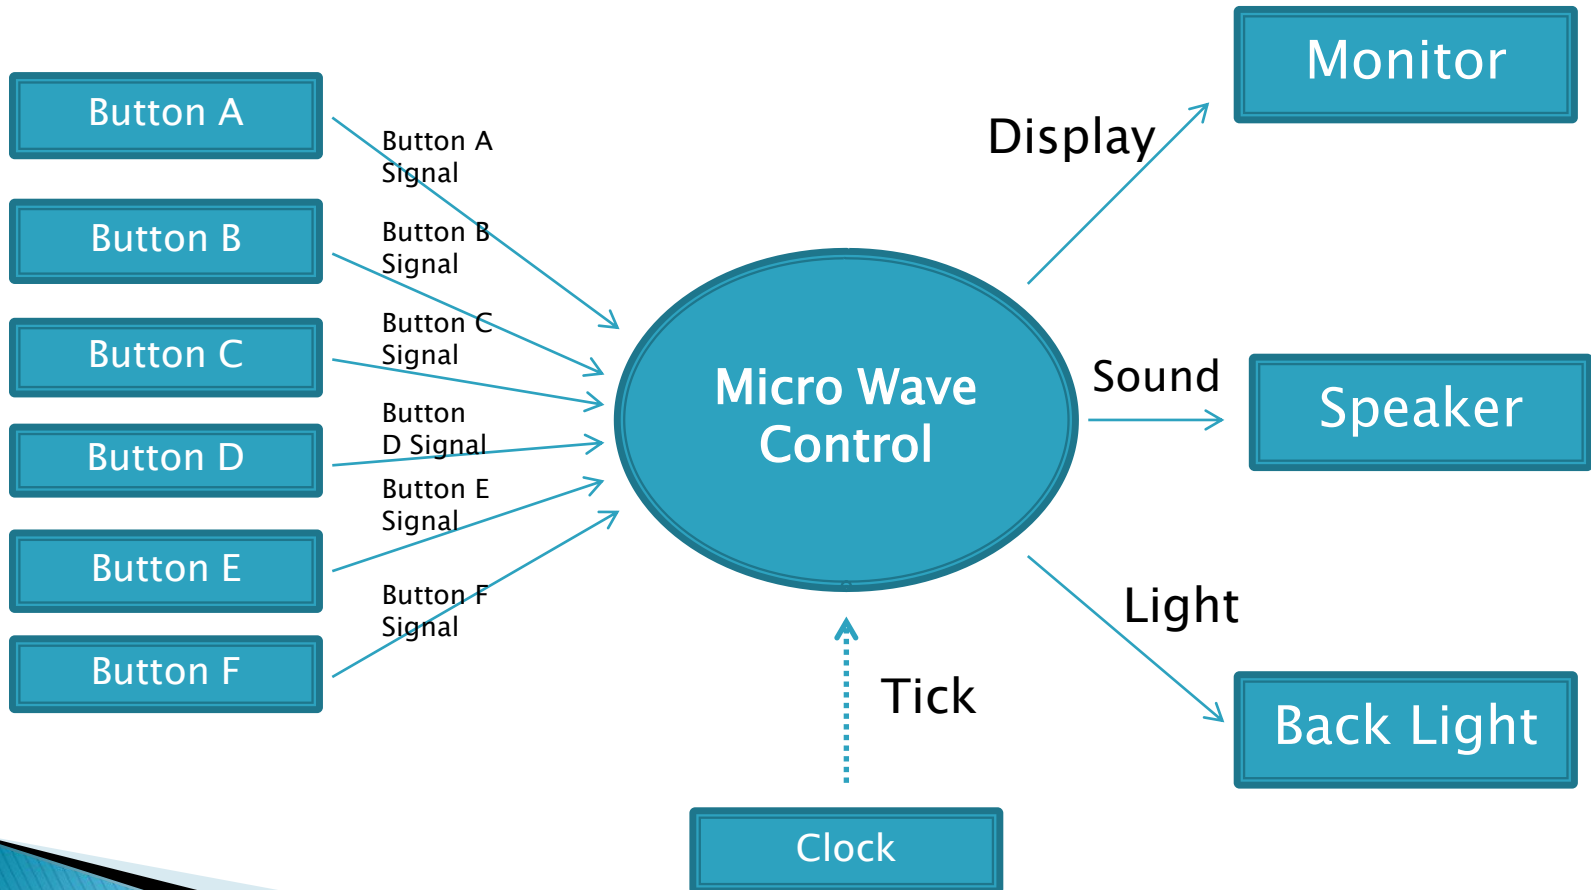 Button A
Button B
Button C
Button D
Button E
Button F
Button A
Signal
Button B
Signal
Button C
Signal
Button
D Signal
Button E
Signal
Button F
Signal
Micro Wave
Control
Tick
Clock
Display
Sound
Light
Monitor
Speaker
Back Light